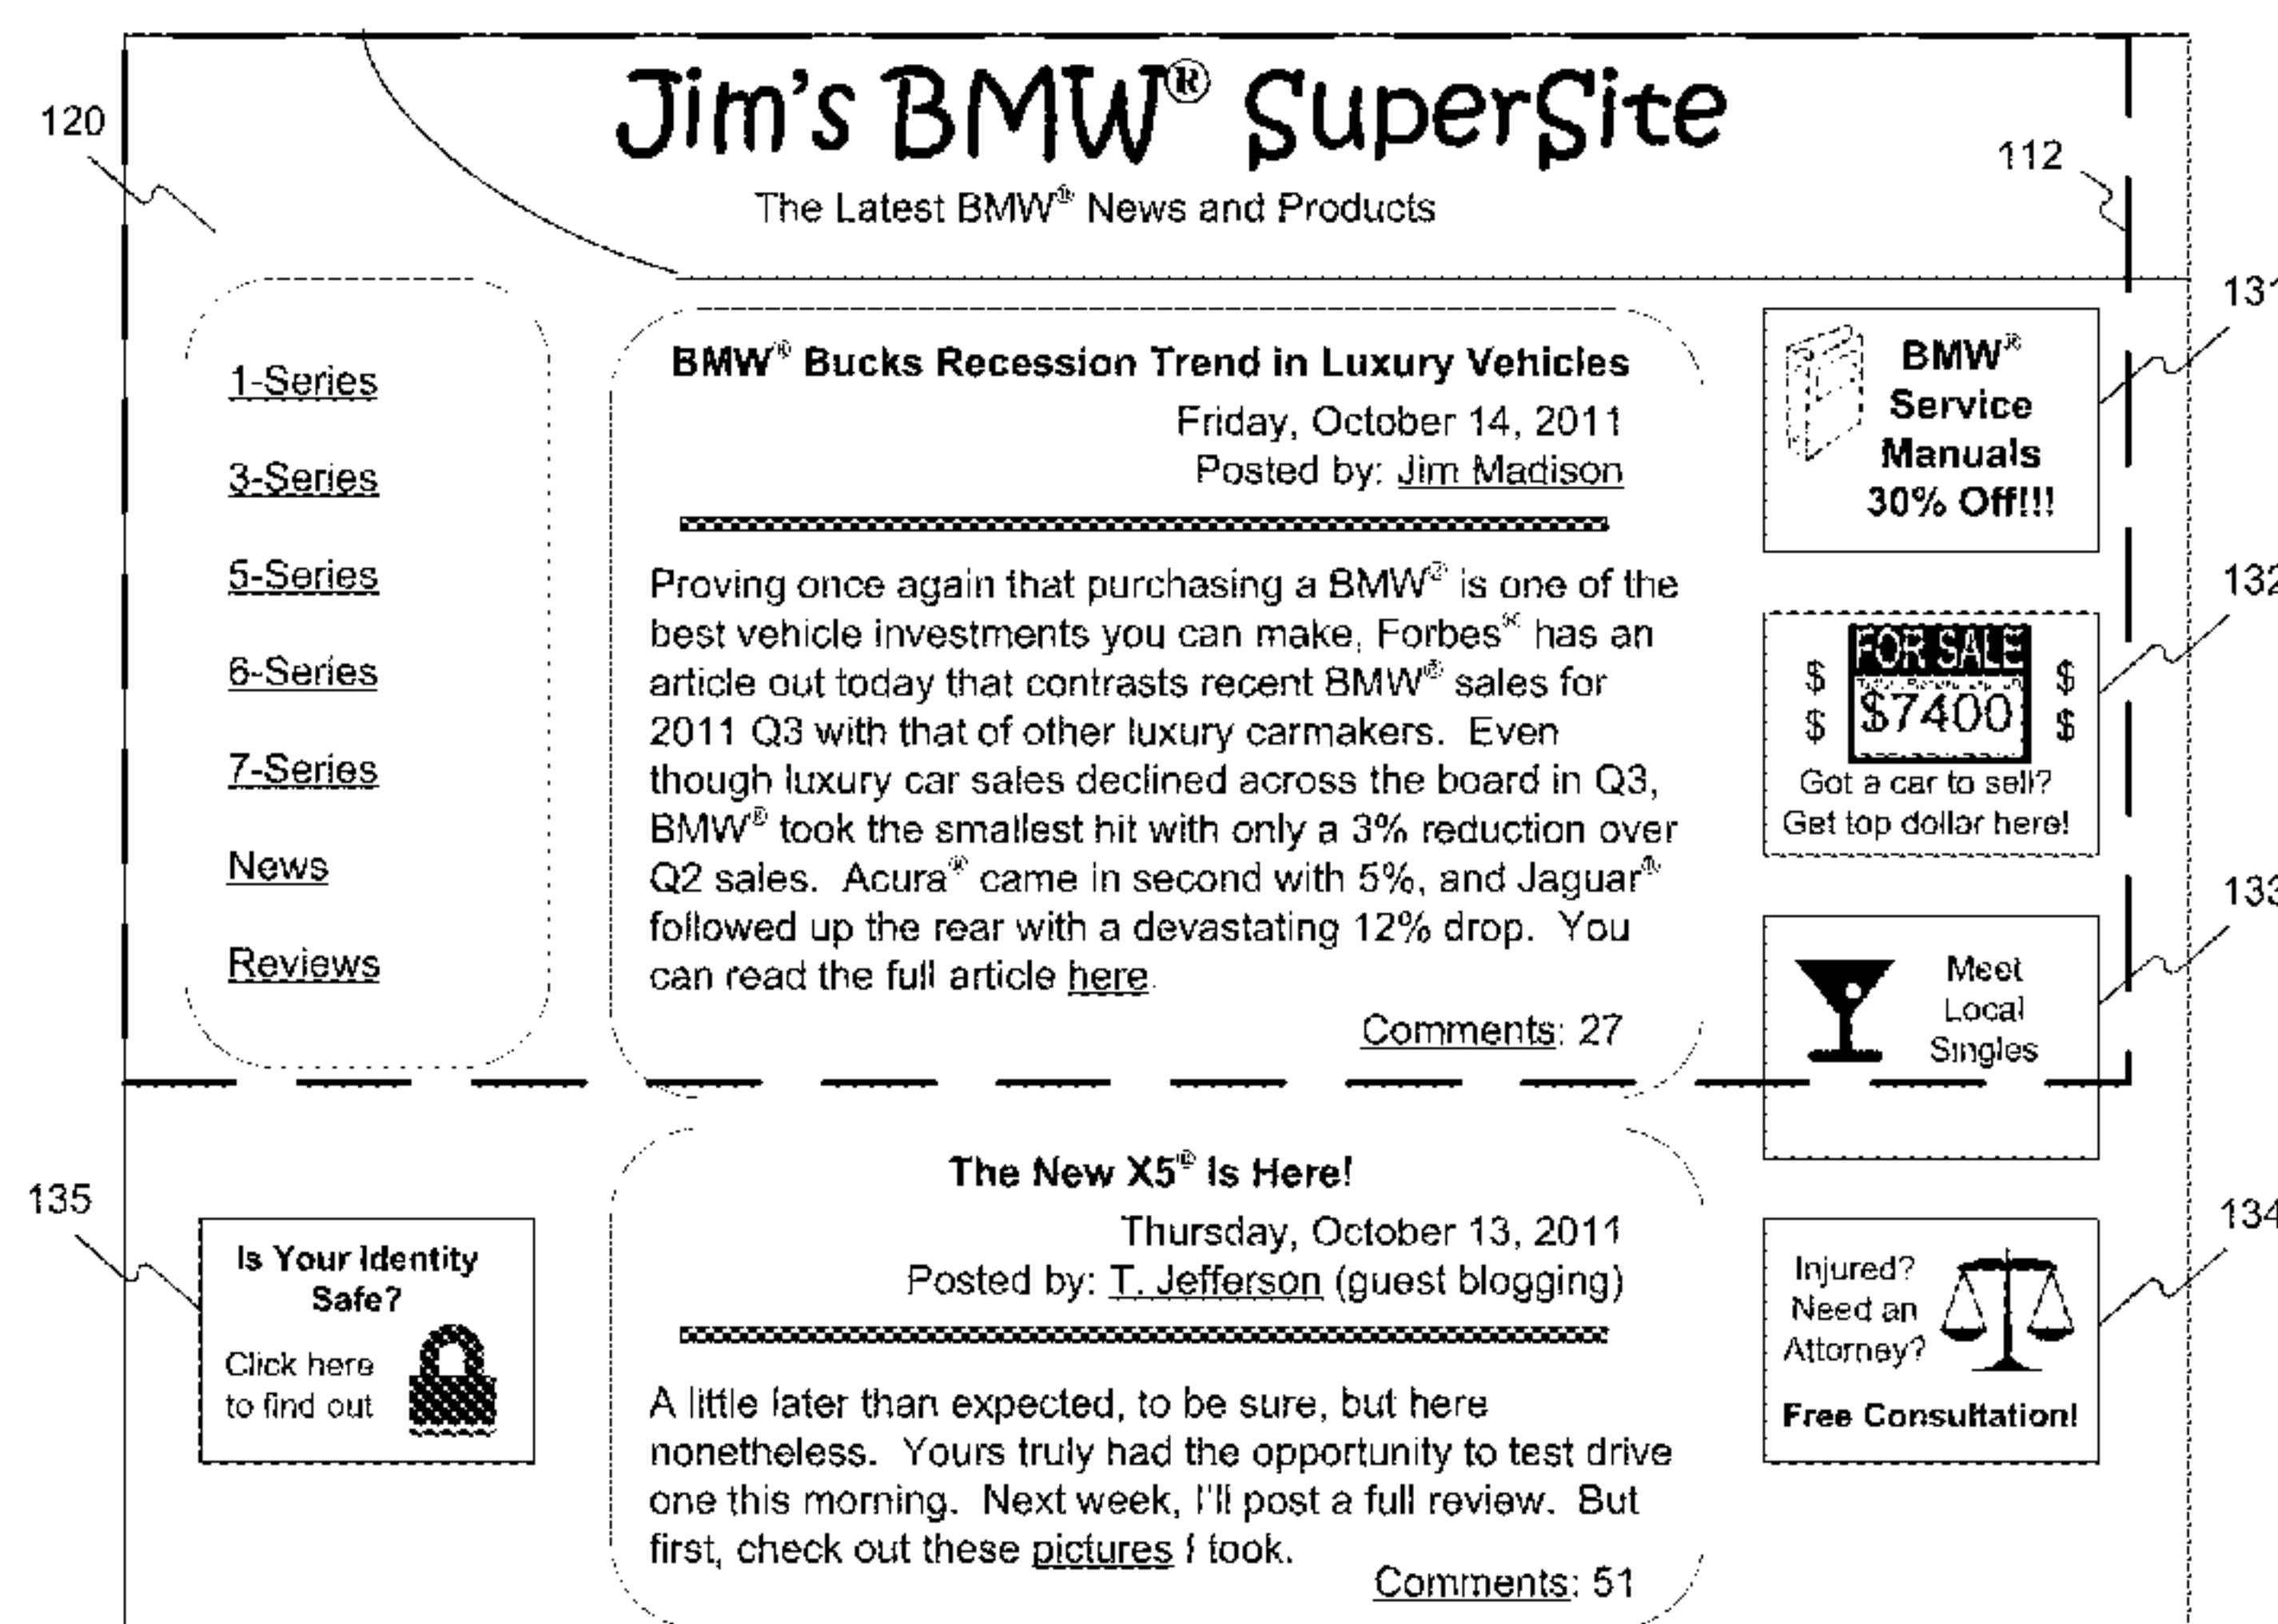 Jim's BMW® SuperSite
The Latest BMW® News and Products
120
112
1-Series
3-Series
5-Series
6-Series
7-Series
News
Reviews
BMW® Bucks Recession Trend in Luxury Vehicles
Friday, October 14, 2011
Posted by: Jim Madison
Proving once again that purchasing a BMW® is one of the
best vehicle investments you can make, Forbes® has an
article out today that contrasts recent BMW® sales for
2011 Q3 with that of other luxury carmakers. Even
though luxury car sales declined across the board in Q3,
BMW® took the smallest hit with only a 3% reduction over
Q2 sales. Acura® came in second with 5%, and Jaguar®
followed up the rear with a devastating 12% drop. You
can read the full article here.
Comments: 27
131
BMW®
Service
Manuals
30% Off!!!
132
FOR SALE
$ $7400 $
$ $
Got a car to sell?
Get top dollar here!
133
Meet
Local
Singles
135
Is Your Identity
Safe?
Click here
to find out
The New X5® Is Here!
Thursday, October 13, 2011
Posted by: T. Jefferson (guest blogging)
A little later than expected, to be sure, but here
nonetheless. Yours truly had the opportunity to test drive
one this morning. Next week, I'll post a full review. But
first, check out these pictures I took.
Comments: 51
134
Injured?
Need an
Attorney?
Free Consultation!